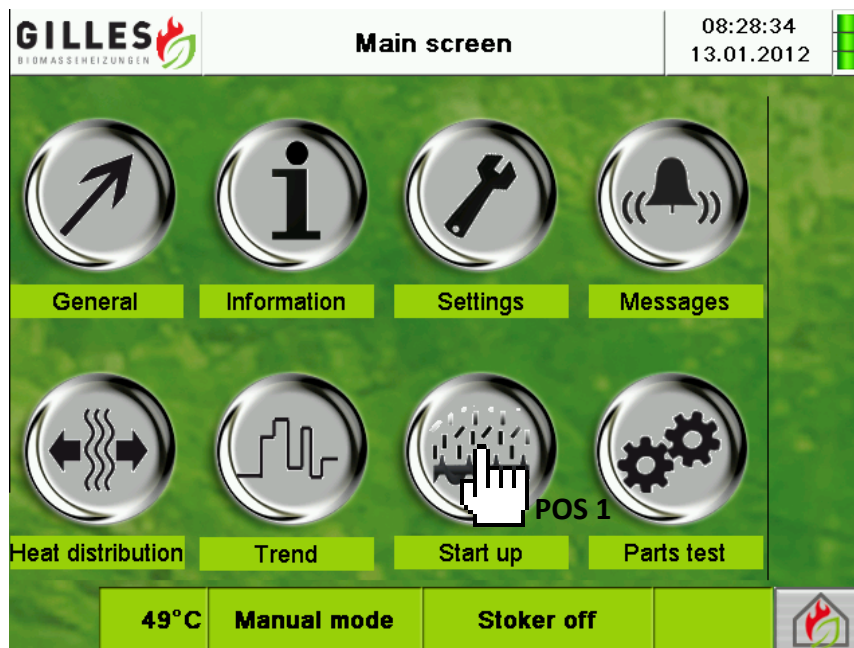 GILLES
BIOMASSEHEIZUNGEN
Main screen
08:28:34
13.01.2012
General
Information
Settings
Messages
POS 1
Heat distribution
Trend
Start up
Parts test
49°C
Manual mode
Stoker off